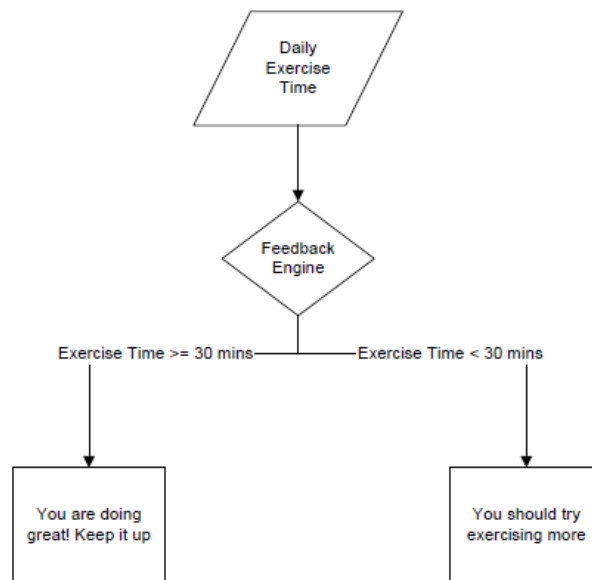 Daily
Exercise
Time
Feedback
Engine
Exercise Time >= 30 mins
Exercise Time < 30 mins
You are doing
great! Keep it up
You should try
exercising more